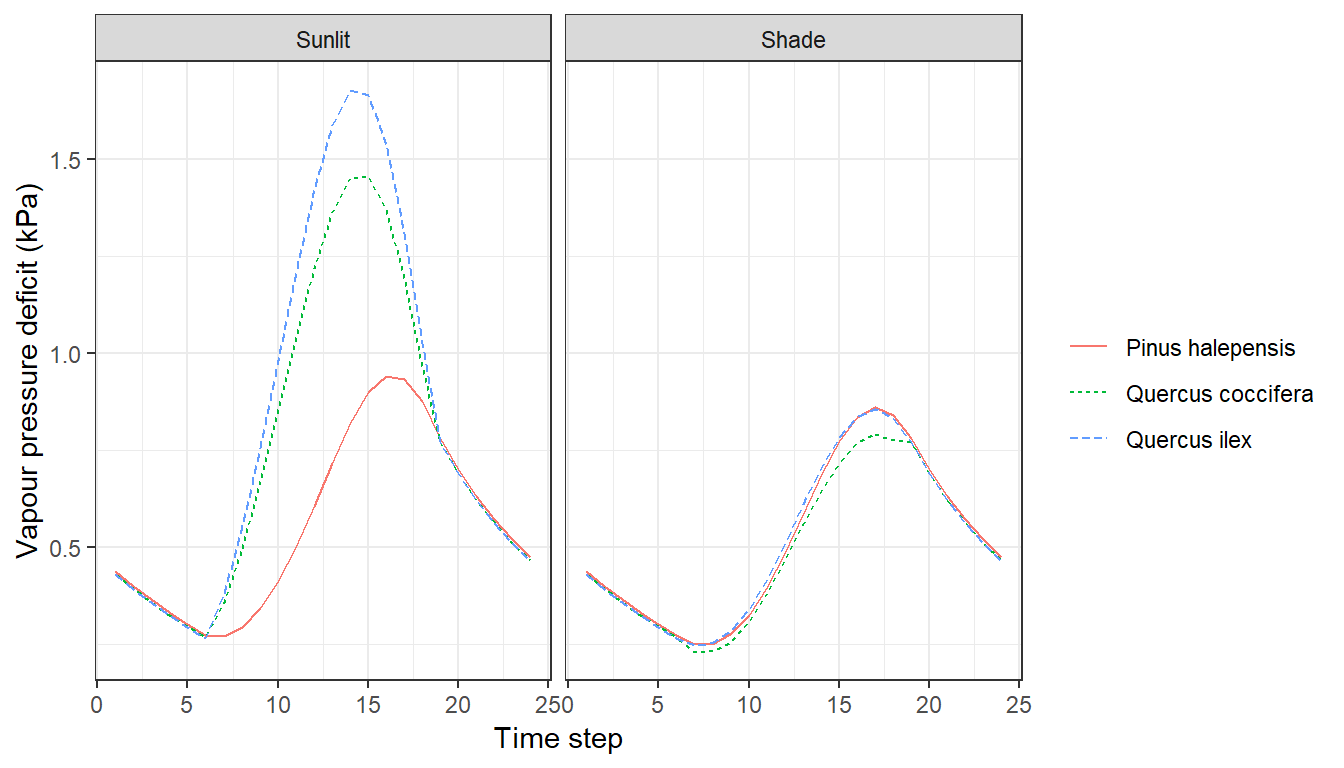 Sunlit
Shade
Vapour pressure deficit (kPa)
1.5
1.0
0.5
0 5 10 15 20 25
0 5 10 15 20 25
Time step
Pinus halepensis
Quercus coccifera
Quercus ilex